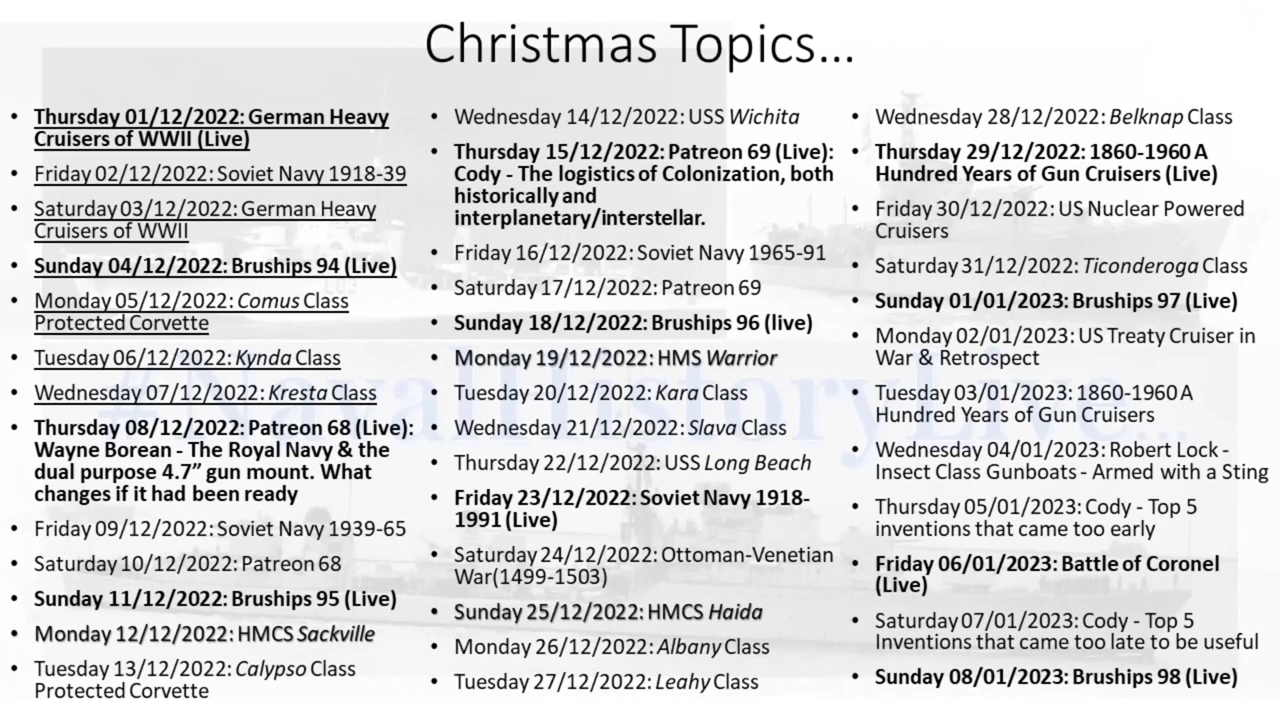 Christmas Topics...
• Thursday 01/12/2022: German Heavy
Cruisers of WWII (Live)
• Friday 02/12/2022: Soviet Navy 1918-39
• Saturday 03/12/2022: German Heavy
Cruisers of WWII
• Sunday 04/12/2022: Bruships 94 (Live)
• Monday 05/12/2022: Comus Class
Protected Corvette
• Tuesday 06/12/2022: Kynda Class
• Wednesday 07/12/2022: Kresta Class
• Thursday 08/12/2022: Patreon 68 (Live):
Wayne Borean - The Royal Navy & the
dual purpose 4.7” gun mount. What
changes if it had been ready
• Friday 09/12/2022: Soviet Navy 1939-65
• Saturday 10/12/2022: Patreon 68
• Sunday 11/12/2022: Bruships 95 (Live)
• Monday 12/12/2022: HMCS Sackville
• Tuesday 13/12/2022: Calypso Class
Protected Corvette
• Wednesday 14/12/2022: USS Wichita
• Thursday 15/12/2022: Patreon 69 (Live):
Cody - The logistics of Colonization, both
historically and
interplanetary/interstellar.
• Friday 16/12/2022: Soviet Navy 1965-91
• Saturday 17/12/2022: Patreon 69
• Sunday 18/12/2022: Bruships 96 (live)
• Monday 19/12/2022: HMS Warrior
• Tuesday 20/12/2022: Kara Class
• Wednesday 21/12/2022: Slava Class
• Thursday 22/12/2022: USS Long Beach
• Friday 23/12/2022: Soviet Navy 1918-
1991 (Live)
• Saturday 24/12/2022: Ottoman-Venetian
War(1499-1503)
• Sunday 25/12/2022: HMCS Haida
• Monday 26/12/2022: Albany Class
• Tuesday 27/12/2022: Leahy Class
• Wednesday 28/12/2022: Belknap Class
• Thursday 29/12/2022: 1860-1960 A
Hundred Years of Gun Cruisers (Live)
• Friday 30/12/2022: US Nuclear Powered
Cruisers
• Saturday 31/12/2022: Ticonderoga Class
• Sunday 01/01/2023: Bruships 97 (Live)
• Monday 02/01/2023: US Treaty Cruiser in
War & Retrospect
• Tuesday 03/01/2023: 1860-1960 A
Hundred Years of Gun Cruisers
• Wednesday 04/01/2023: Robert Lock -
Insect Class Gunboats - Armed with a Sting
• Thursday 05/01/2023: Cody - Top 5
inventions that came too early
• Friday 06/01/2023: Battle of Coronel
(Live)
• Saturday 07/01/2023: Cody - Top 5
Inventions that came too late to be useful
• Sunday 08/01/2023: Bruships 98 (Live)
#NavalHistoryLive...